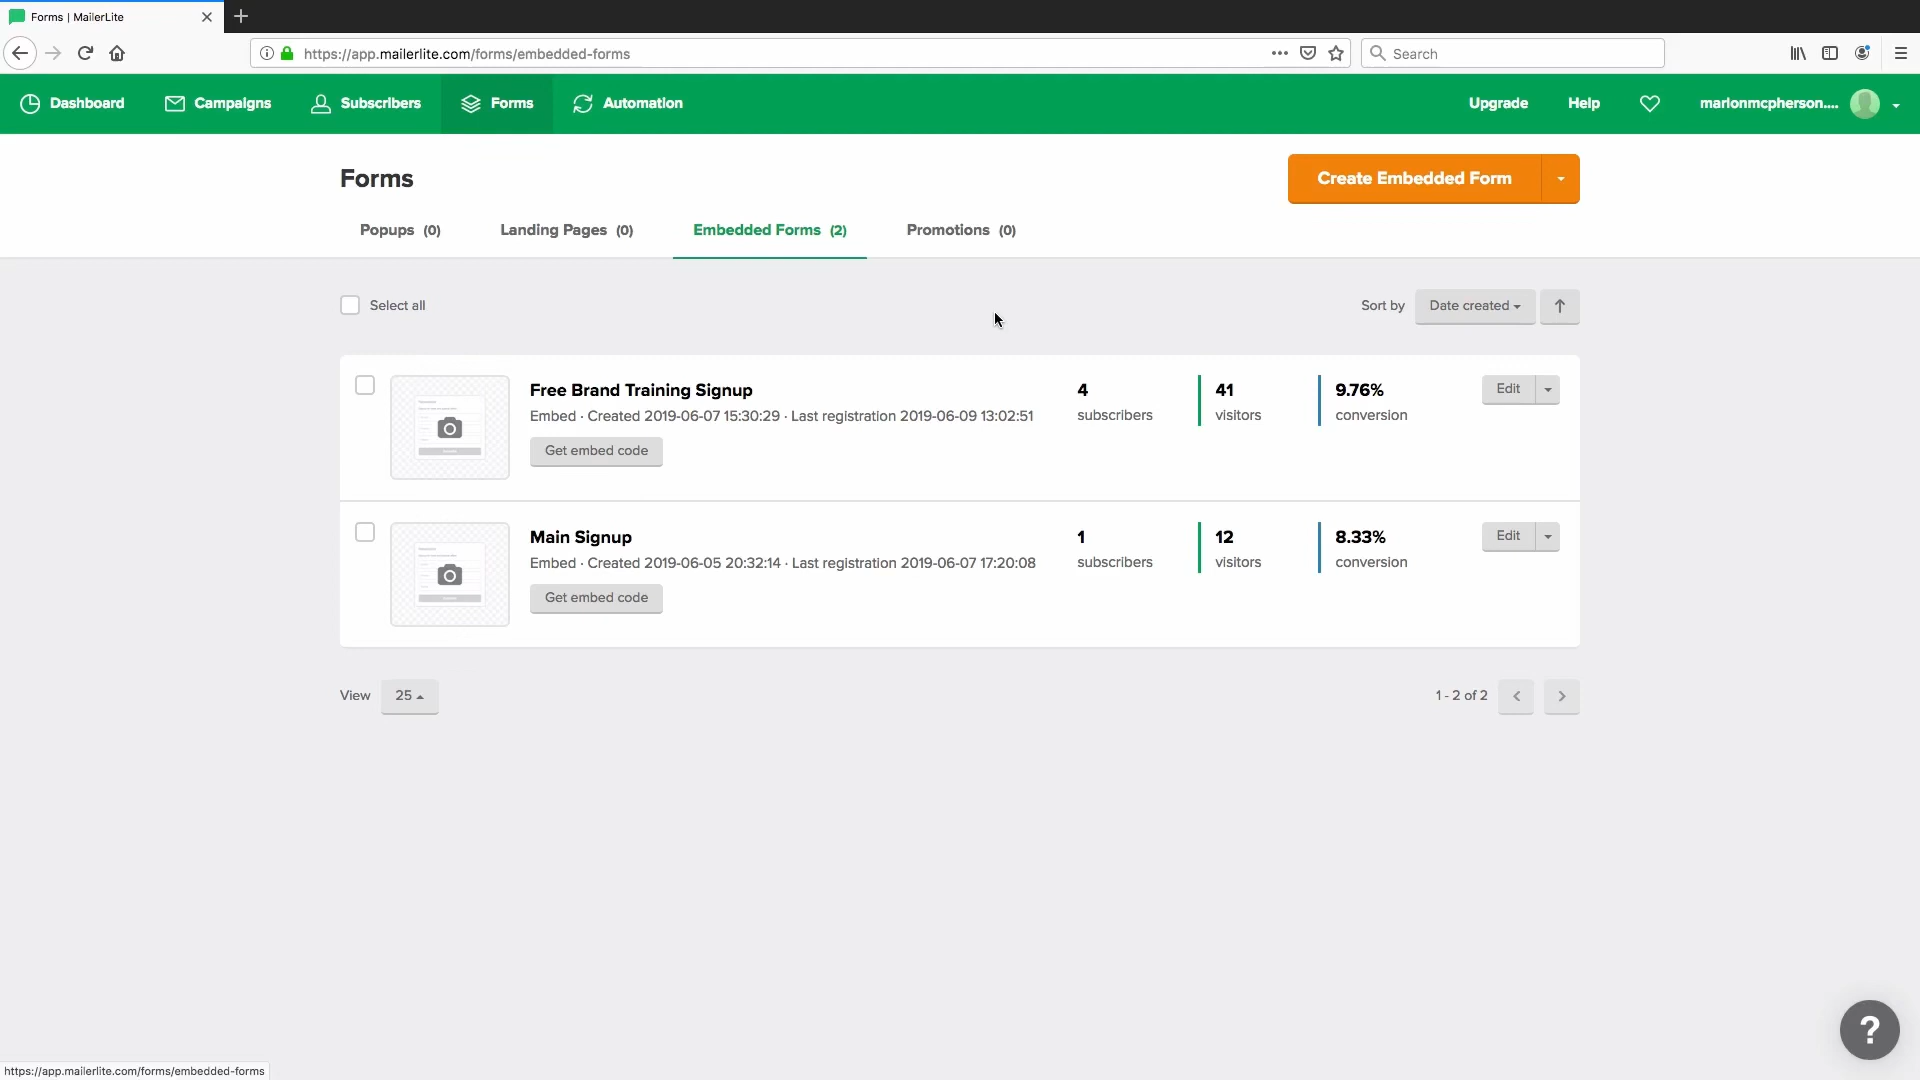 Forms | MailerLite
https://app.mailerlite.com/forms/embedded-forms
Search
Dashboard
Campaigns
Subscribers
Forms
Automation
Upgrade
Help
marlonmcpherson....
Forms
Create Embedded Form
Popups (0)
Landing Pages (0)
Embedded Forms (2)
Promotions (0)
Select all
Sort by
Date created
Free Brand Training Signup
Embed · Created 2019-06-07 15:30:29 · Last registration 2019-06-09 13:02:51
Get embed code
4
subscribers
41
visitors
9.76%
conversion
Edit
Main Signup
Embed · Created 2019-06-05 20:32:14 · Last registration 2019-06-07 17:20:08
Get embed code
1
subscribers
12
visitors
8.33%
conversion
Edit
View
25
1 - 2 of 2
?
https://app.mailerlite.com/forms/embedded-forms